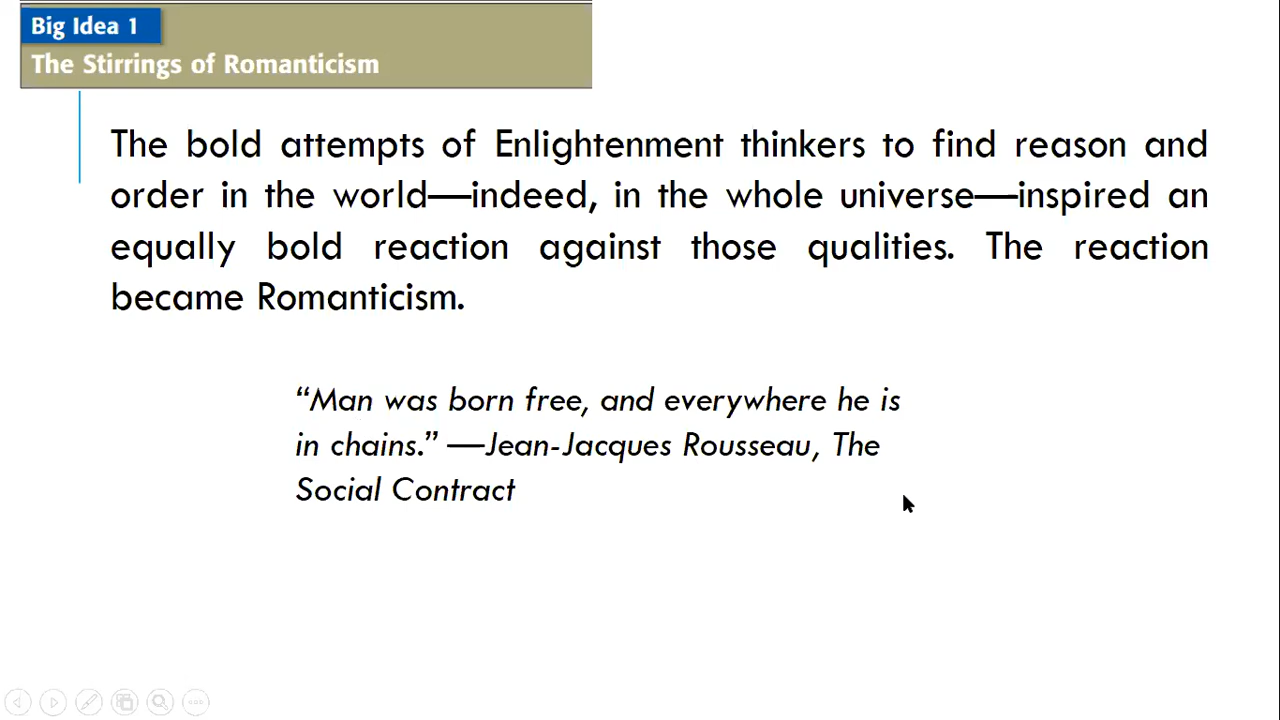 Big Idea 1
The Stirrings of Romanticism
The bold attempts of Enlightenment thinkers to find reason and
order in the world—indeed, in the whole universe—inspired an
equally bold reaction against those qualities. The reaction
became Romanticism.
“Man was born free, and everywhere he is
in chains.” —Jean-Jacques Rousseau, The
Social Contract